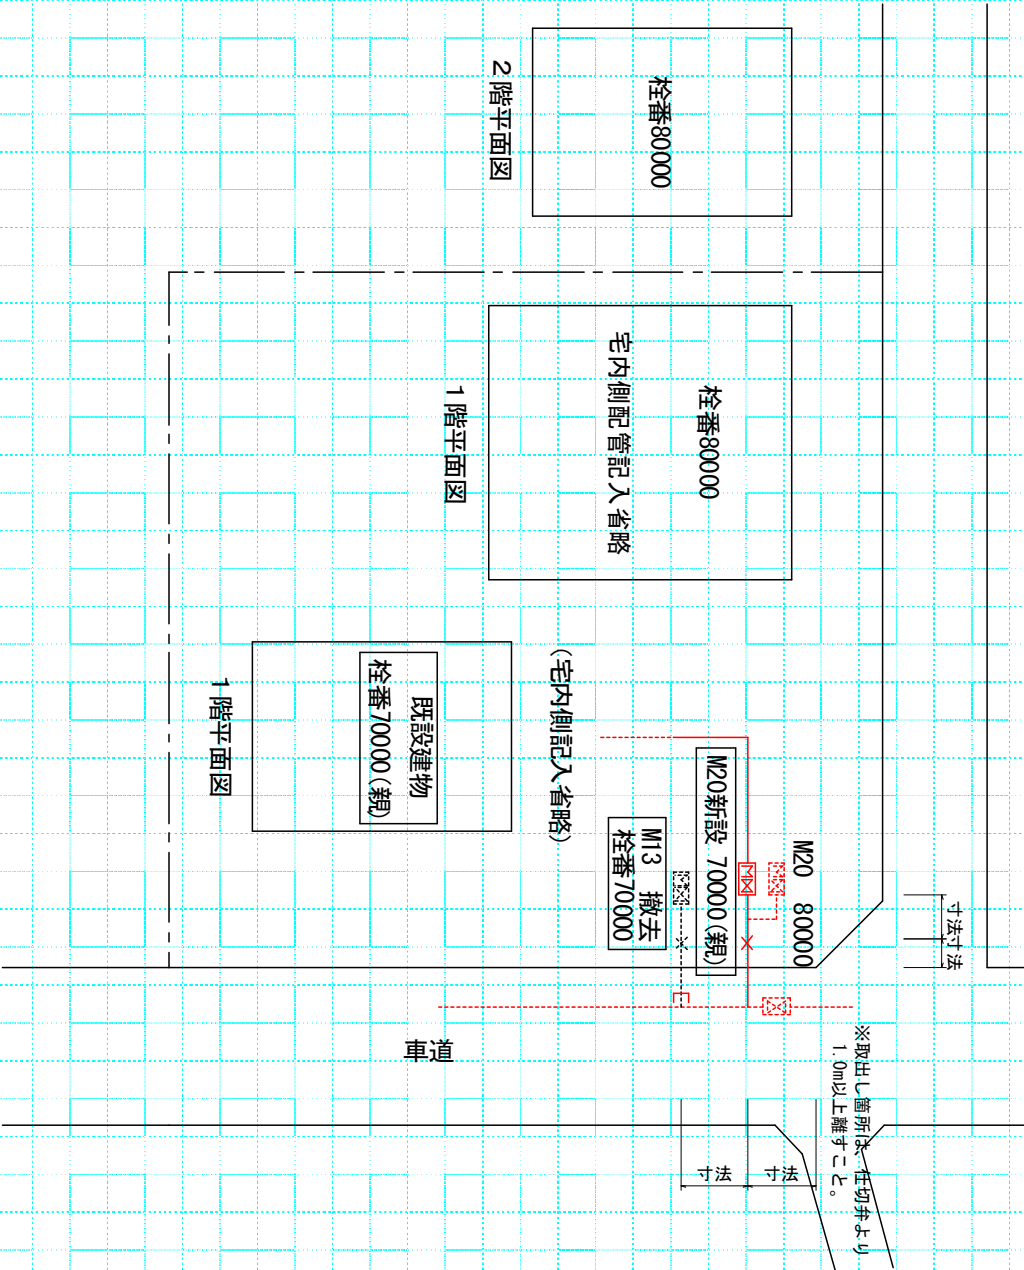 ２階平面図
栓番80000
１階平面図
宅内側配管記入省略
栓番80000
１階平面図
既設建物
栓番70000(親)
(宅内側記入省略)
M13　撤去
栓番70000
M20新設 70000(親)
M20　80000
寸法
寸法
車道
※取出し箇所は、仕切弁より
1.0m以上離すこと。
寸法
寸法